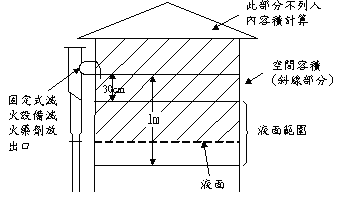 此部分不列入
內容積計算
空間容積
(斜線部分)
固定式滅
火設備滅
火藥劑放
出口
30cm
1m
液面範圍
液面